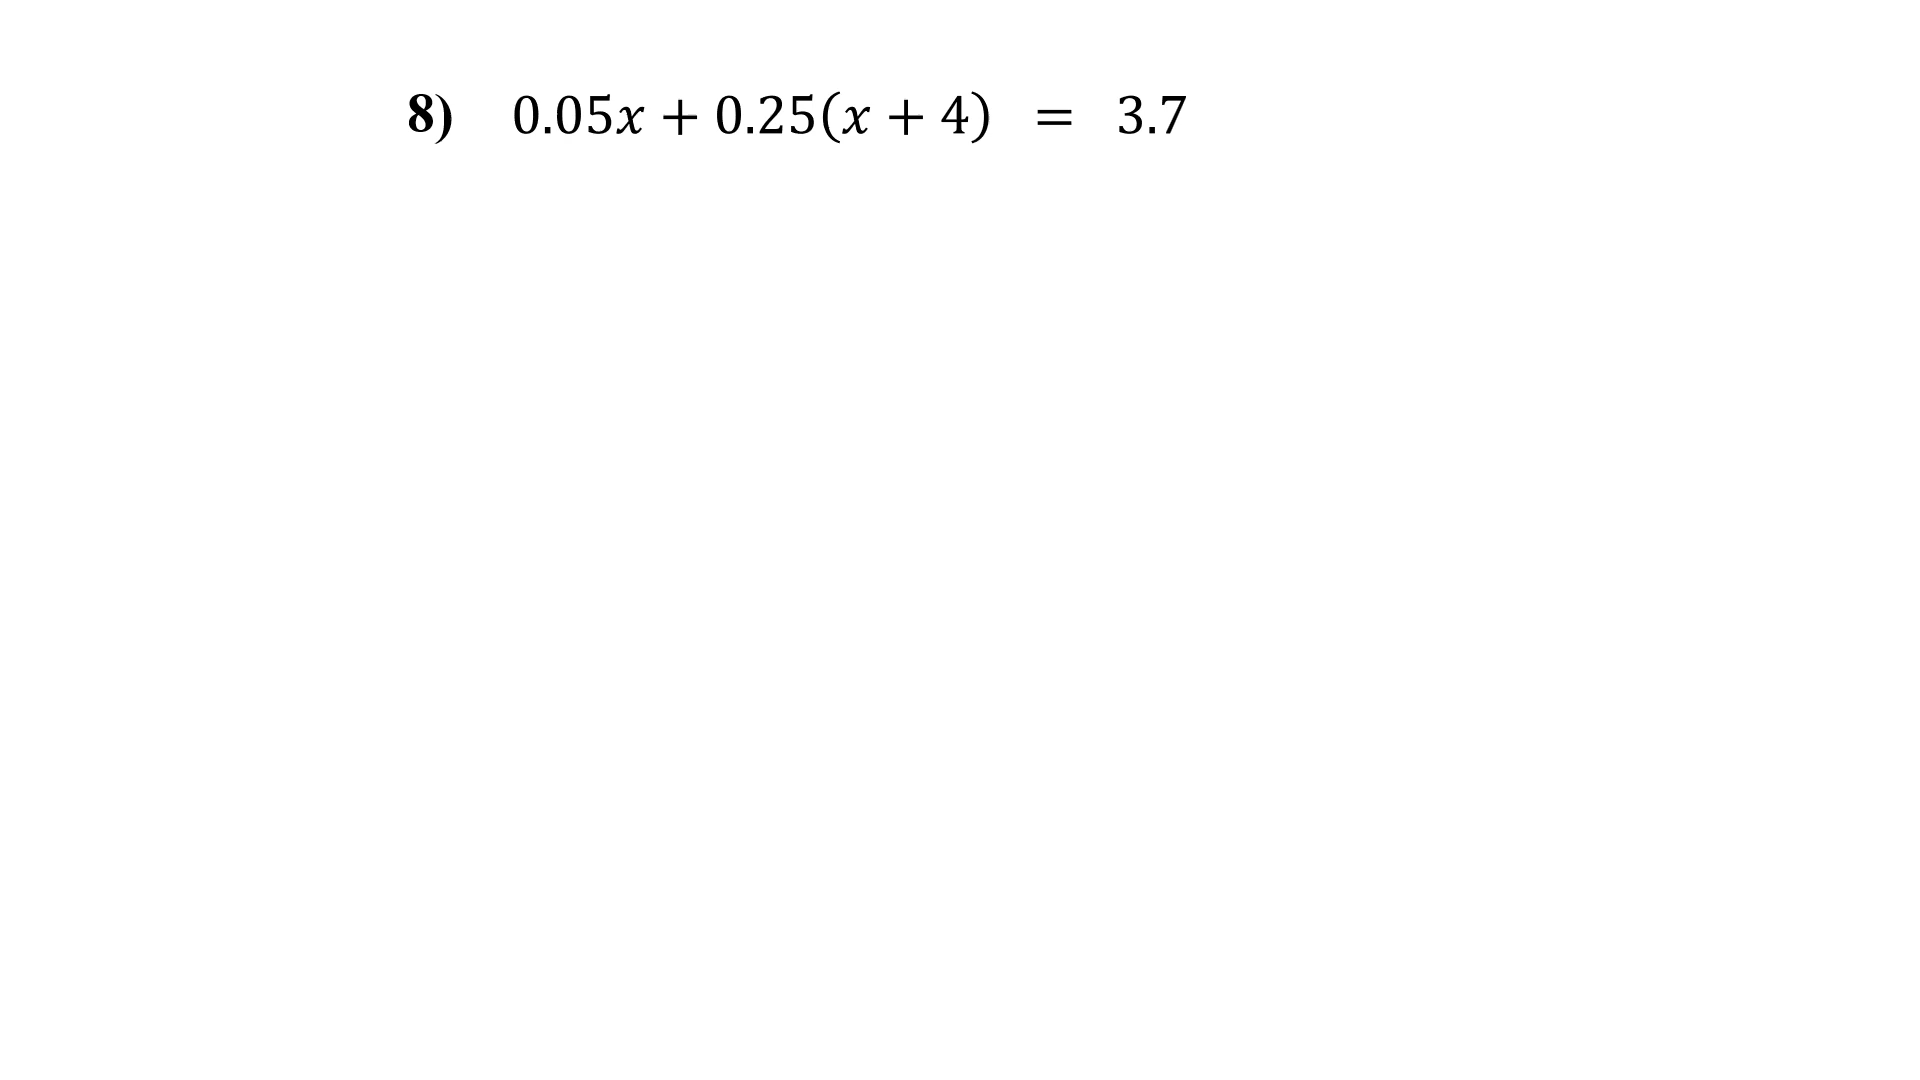 8) 0.05x + 0.25(x + 4) = 3.7